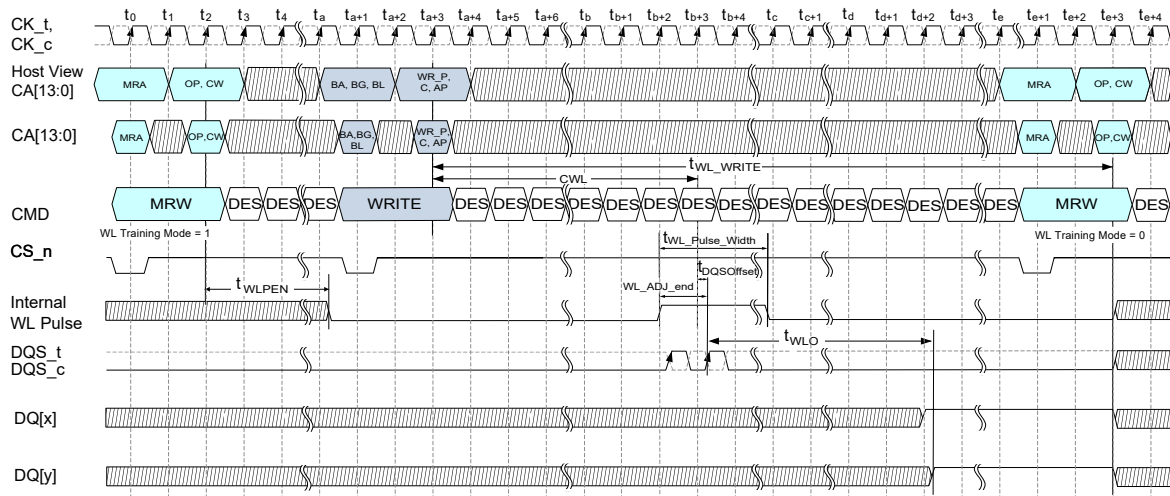 t0 t1 t2 t3 t4 ta ta+1 ta+2 ta+3 ta+4 ta+5 ta+6 tb tb+1 tb+2 tb+3 tb+4 tc tc+1 td td+1 td+2 td+3 te te+1 te+2 te+3 te+4
CK_t,
CK_c
Host View
CA[13:0]
MRA OP, CW BA, BG, BL WR_P, C, AP MRA OP, CW
CA[13:0]
MRA OP,CW BA,BG, BL WR_P, C, AP MRA OP,CW
tWL_WRITE
CWL
CMD
MRW DES DES DES WRITE DES DES DES DES DES DES DES DES DES DES DES DES DES DES DES MRW DES
WL Training Mode = 1
WL Training Mode = 0
CS_n
tWL_Pulse_Width
tDQSOffset
tWLPEN
WL_ADJ_end
Internal
WL Pulse
tWLO
DQS_t
DQS_c
DQ[x]
DQ[y]